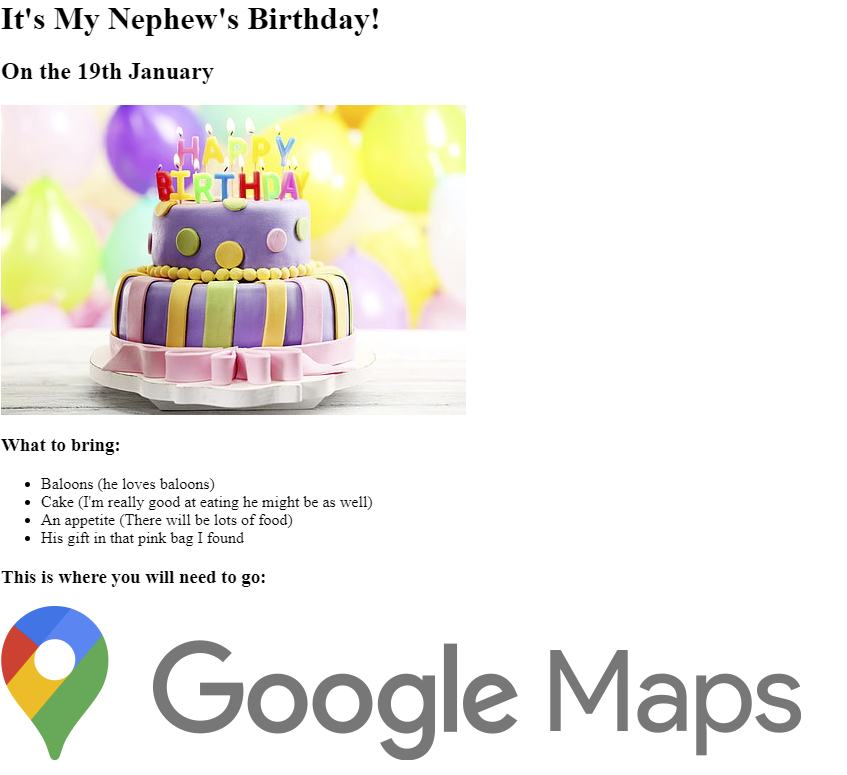 It's My Nephew's Birthday!
On the 19th January
HAPPY
BIRTHDAY
What to bring:
Baloons (he loves baloons)
Cake (I'm really good at eating he might be as well)
An appetite (There will be lots of food)
His gift in that pink bag I found
This is where you will need to go:
Google Maps